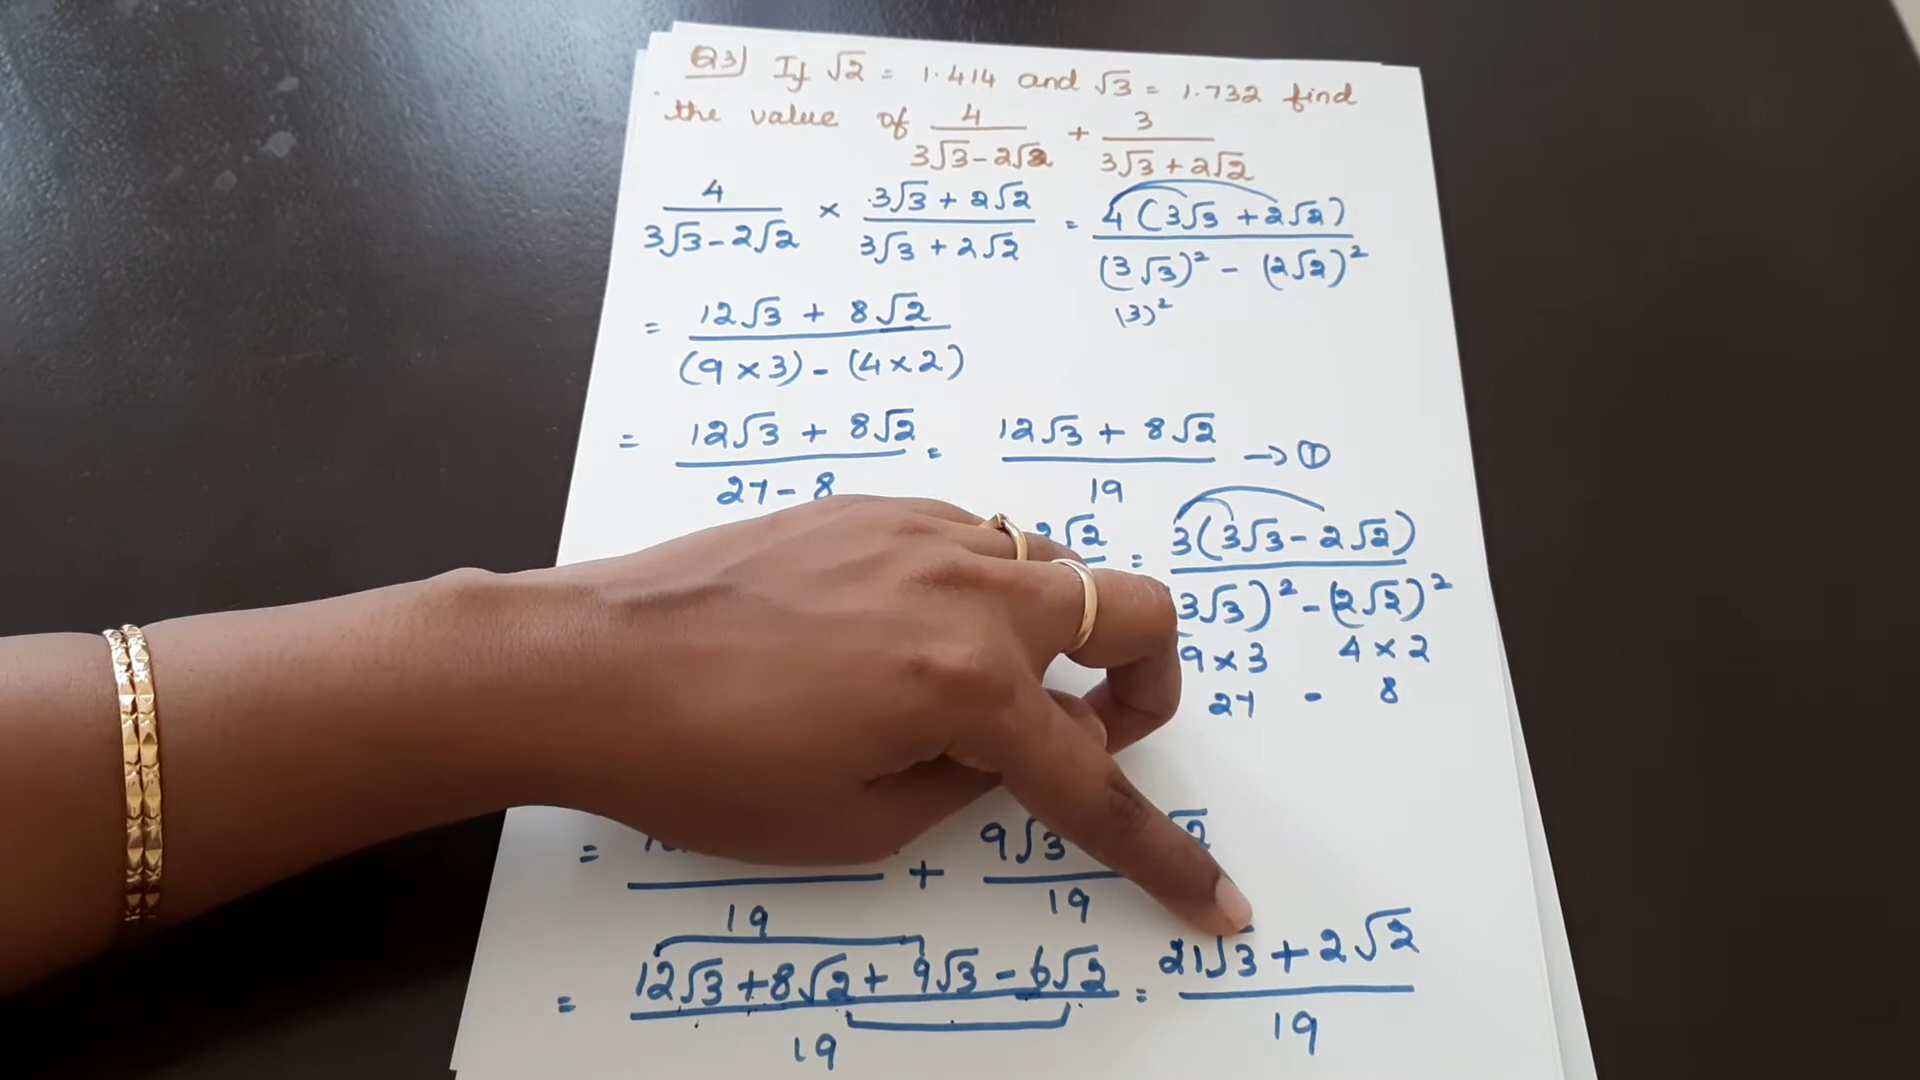 Q3) If √2 = 1.414 and √3 = 1.732 find
the value of 4/(3√3-2√2) + 3/(3√3+2√2)
4/(3√3-2√2) × (3√3+2√2)/(3√3+2√2) = 4(3√3+2√2)/((3√3)²-(2√2)²)
(3)²
= (12√3+8√2)/((9×3)-(4×2))
= (12√3+8√2)/(27-8) = (12√3+8√2)/19 → ①
2√2 = 3(3√3-2√2)/((3√3)²-(2√2)²)
9×3 4×2
27 - 8
= /19 + 9√3 √2/19
= (12√3+8√2+9√3-6√2)/19 = (21√3+2√2)/19